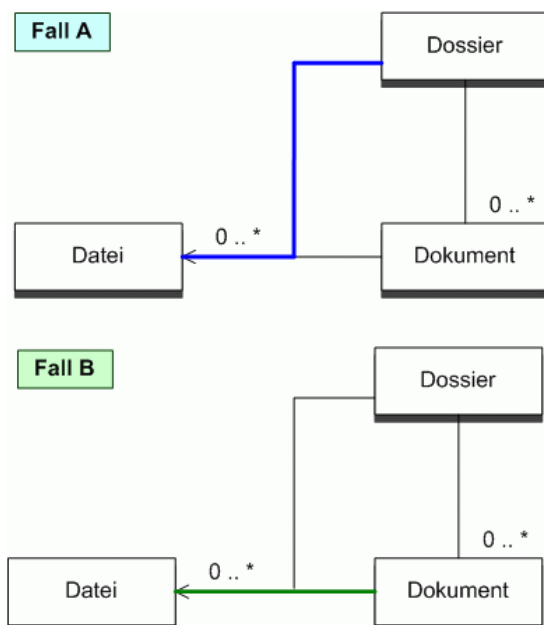 Fall A
Dossier
0 .. *
0 .. *
Datei
Dokument
Fall B
Dossier
0 .. *
0 .. *
Datei
Dokument